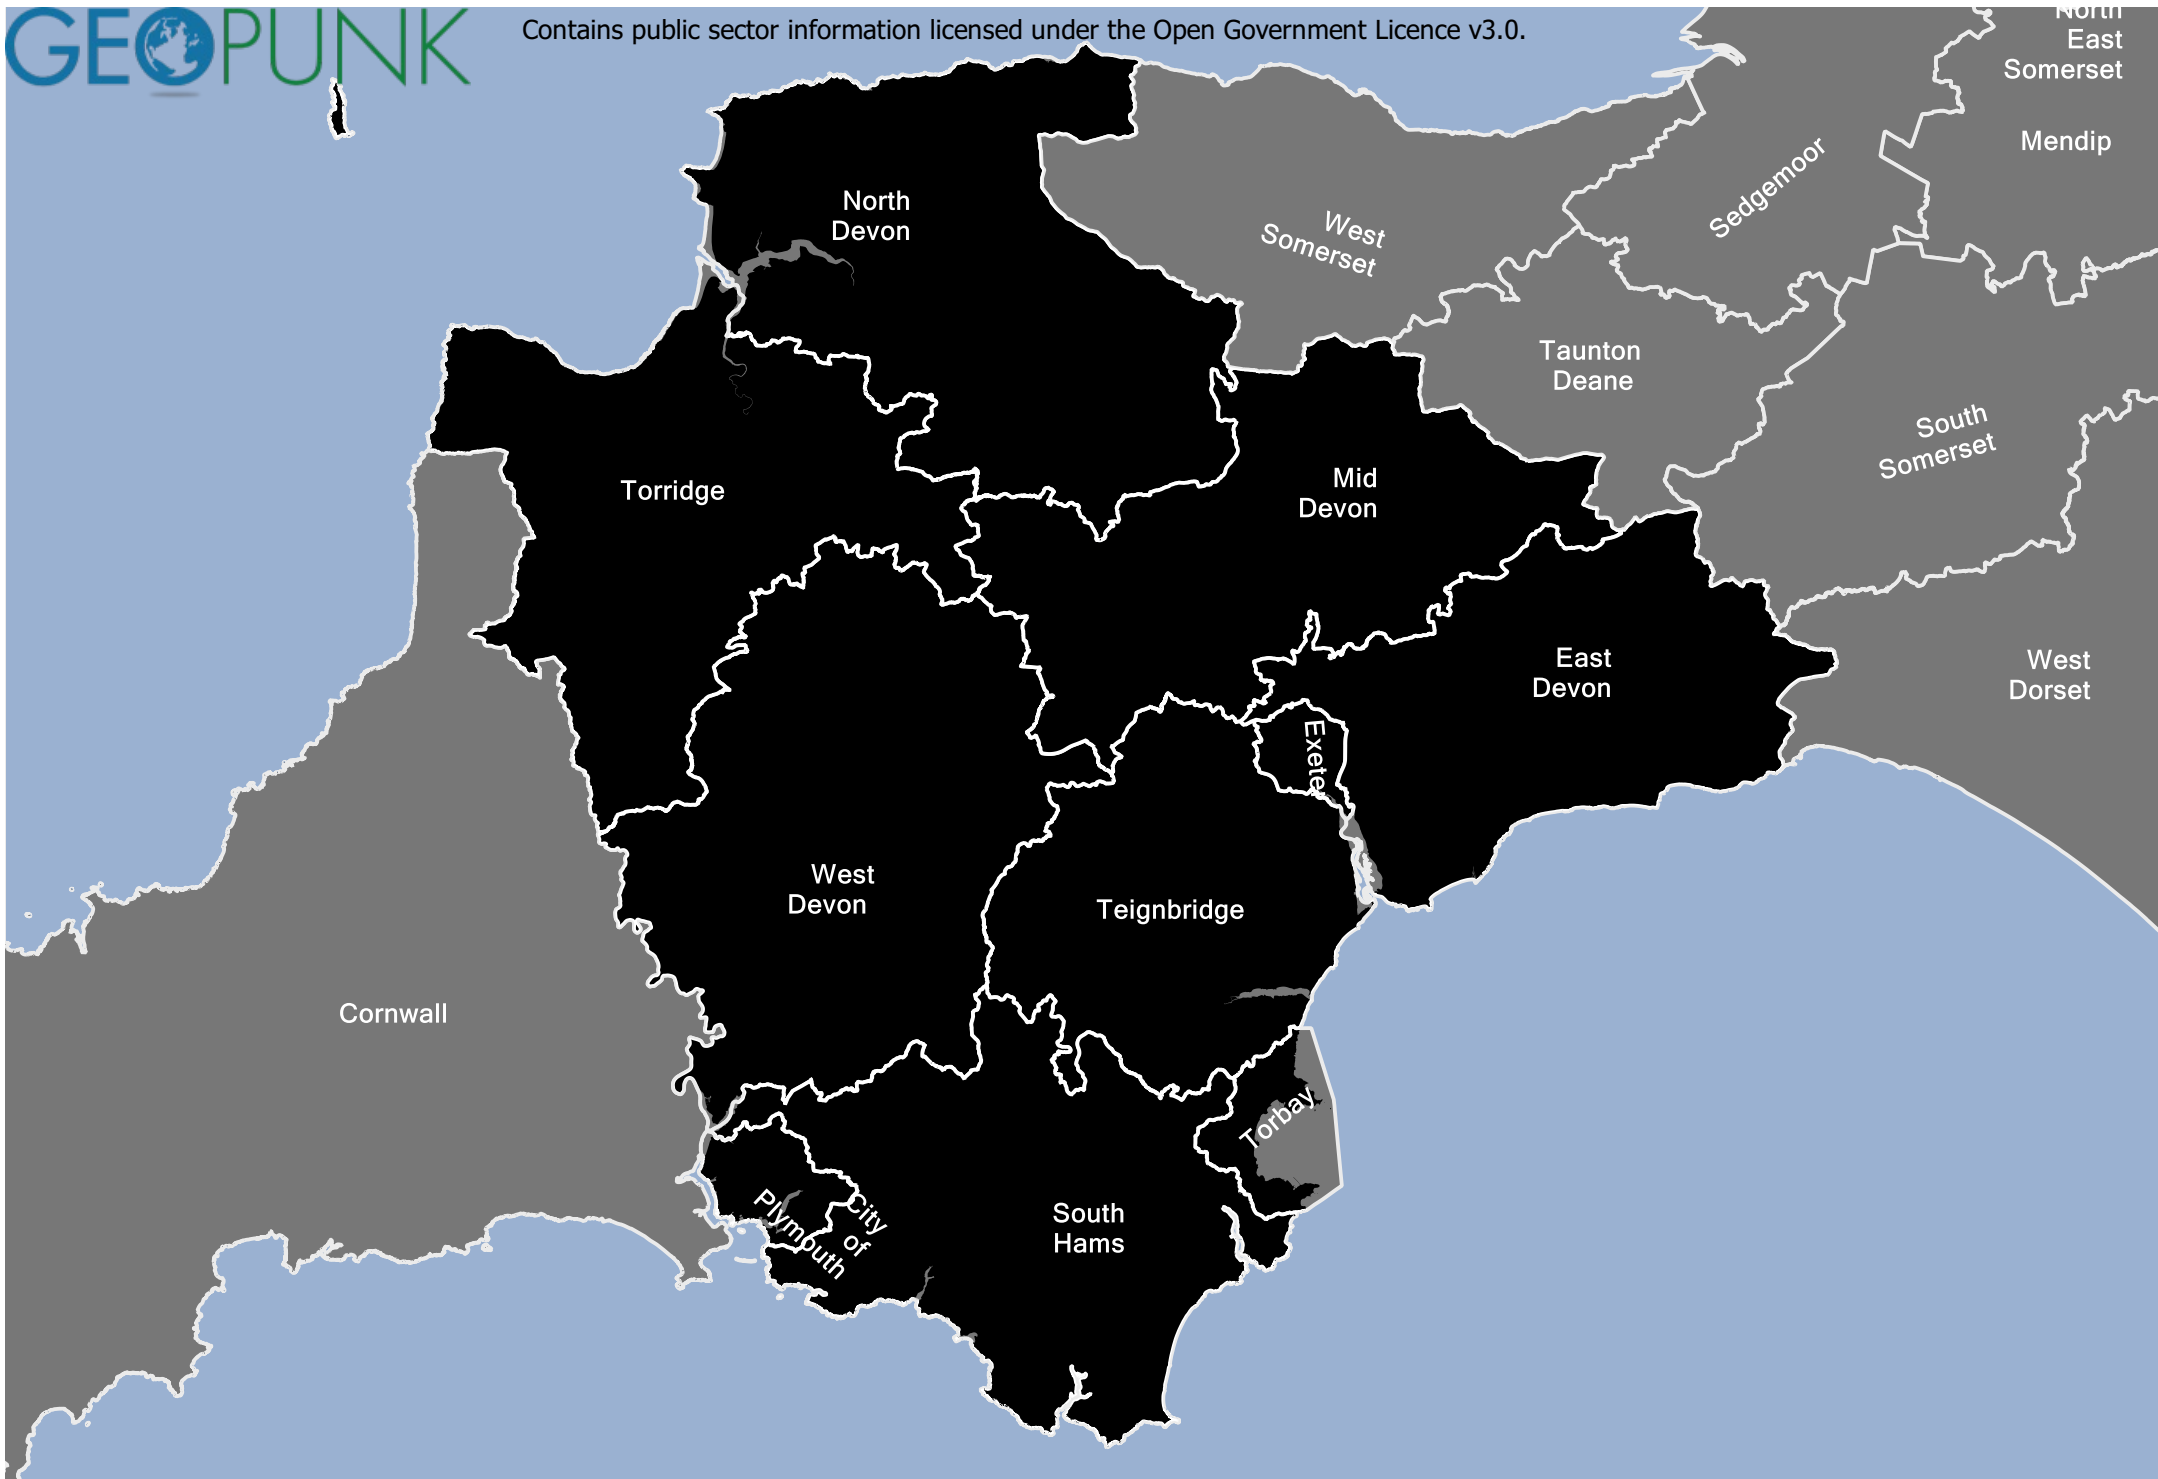 GEOPUNK
Contains public sector information licensed under the Open Government Licence v3.0.
North
East
Somerset
Mendip
Sedgemoor
North
Devon
West
Somerset
Taunton
Deane
South
Somerset
Torridge
Mid
Devon
East
Devon
West
Dorset
Exeter
West
Devon
Teignbridge
Cornwall
Torbay
City
of
Plymouth
South
Hams